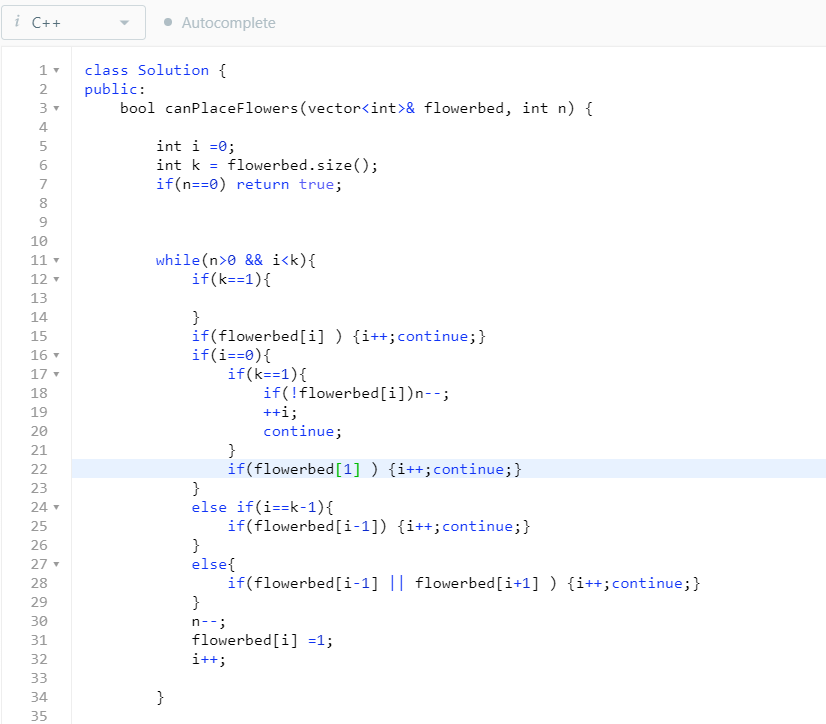 i C++ Autocomplete
1 class Solution {
2 public:
3     bool canPlaceFlowers(vector<int>& flowerbed, int n) {
4
5         int i =0;
6         int k = flowerbed.size();
7         if(n==0) return true;
8
9
10
11         while(n>0 && i<k){
12             if(k==1){
13
14             }
15             if(flowerbed[i] ) {i++;continue;}
16             if(i==0){
17                 if(k==1){
18                     if(!flowerbed[i])n--;
19                     ++i;
20                     continue;
21                 }
22                 if(flowerbed[1] ) {i++;continue;}
23             }
24             else if(i==k-1){
25                 if(flowerbed[i-1]) {i++;continue;}
26             }
27             else{
28                 if(flowerbed[i-1] || flowerbed[i+1] ) {i++;continue;}
29             }
30             n--;
31             flowerbed[i] =1;
32             i++;
33
34         }
35